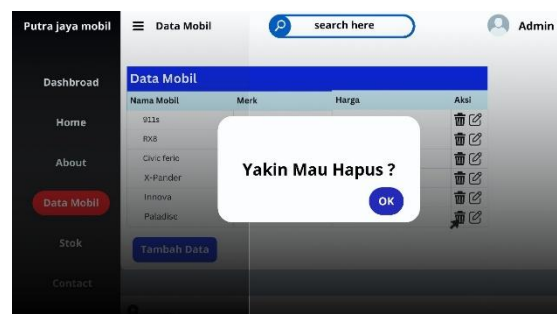 Putra jaya mobil
Data Mobil
search here
Admin
Dashbroad
Home
About
Data Mobil
Stok
Contact
Data Mobil
Nama Mobil Merk Harga Aksi
911s
RX8
Civic ferio
X-Pander
Innova
Paladisc
Yakin Mau Hapus ?
OK
Tambah Data